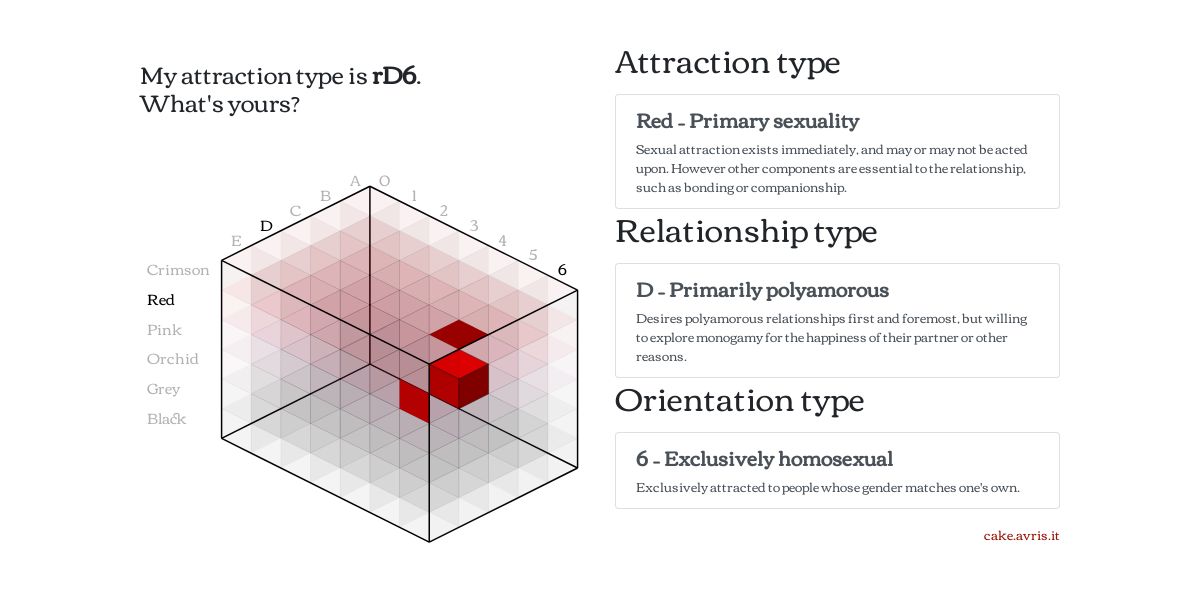 My attraction type is rD6.
What's yours?
A
O
B
1
C
2
D
3
E
4
5
6
Crimson
Red
Pink
Orchid
Grey
Black
Attraction type
Red – Primary sexuality
Sexual attraction exists immediately, and may or may not be acted
upon. However other components are essential to the relationship,
such as bonding or companionship.
Relationship type
D – Primarily polyamorous
Desires polyamorous relationships first and foremost, but willing
to explore monogamy for the happiness of their partner or other
reasons.
Orientation type
6 – Exclusively homosexual
Exclusively attracted to people whose gender matches one's own.
cake.avris.it